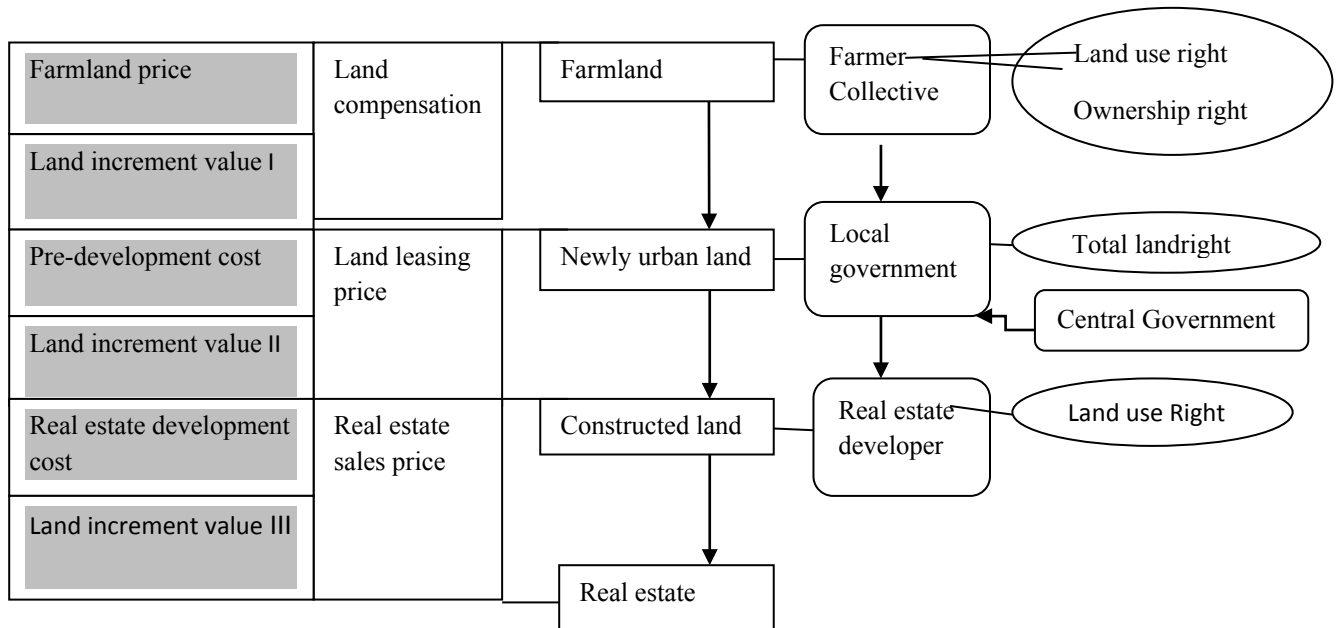 Farmland price
Land
compensation
Farmland
Farmer
Collective
Land use right
Ownership right
Land increment value I
Pre-development cost
Land leasing
price
Newly urban land
Local
government
Total landright
Central Government
Land increment value II
Real estate development
cost
Real estate
sales price
Constructed land
Real estate
developer
Land use Right
Land increment value III
Real estate